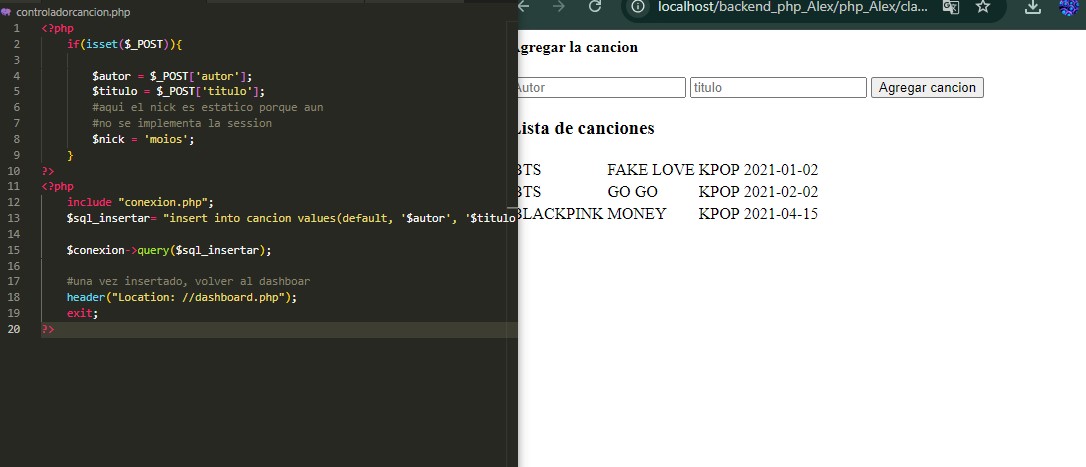 controladorcancion.php
1 <?php
2 if(isset($_POST)){
3
4 $autor = $_POST['autor'];
5 $titulo = $_POST['titulo'];
6 #aqui el nick es estatico porque aun
7 #no se implementa la session
8 $nick = 'moios';
9 }
10 ?>
11 <?php
12 include "conexion.php";
13 $sql_insertar= "insert into cancion values(default, '$autor', '$titulo
14
15 $conexion->query($sql_insertar);
16
17 #una vez insertado, volver al dashboar
18 header("Location: //dashboard.php");
19 exit;
20 ?>
localhost/backend_php_Alex/php_Alex/cla...
Agregar la cancion
Autor titulo Agregar cancion
Lista de canciones
BTS FAKE LOVE KPOP 2021-01-02
BTS GO GO KPOP 2021-02-02
BLACKPINK MONEY KPOP 2021-04-15